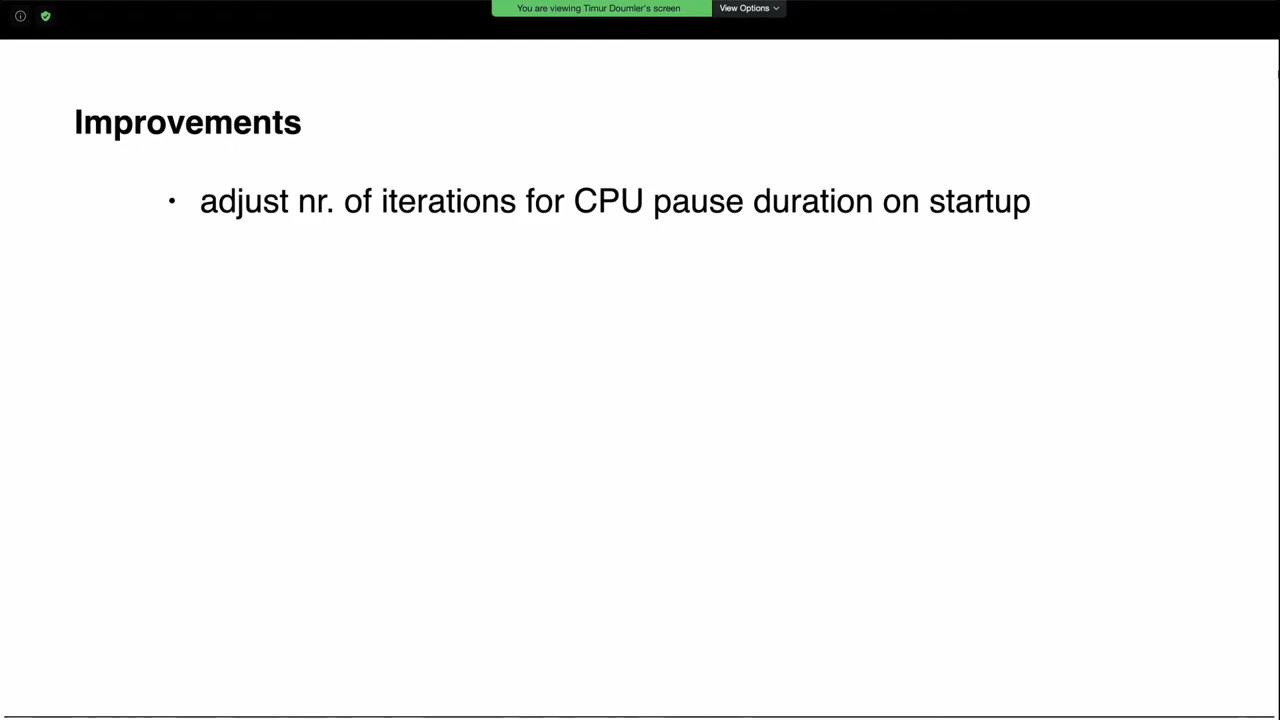 You are viewing Timur Doumler's screen View Options
Improvements
· adjust nr. of iterations for CPU pause duration on startup